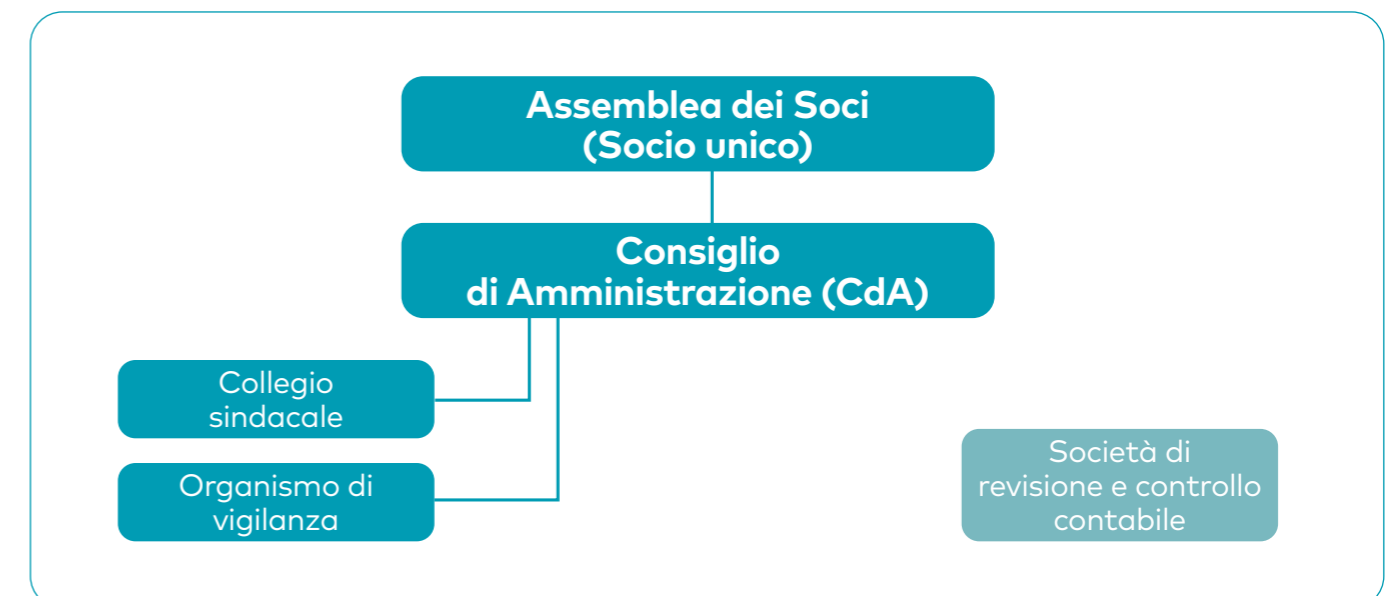 Assemblea dei Soci
(Socio unico)
Consiglio
di Amministrazione (CdA)
Collegio
sindacale
Organismo di
vigilanza
Società di
revisione e controllo
contabile